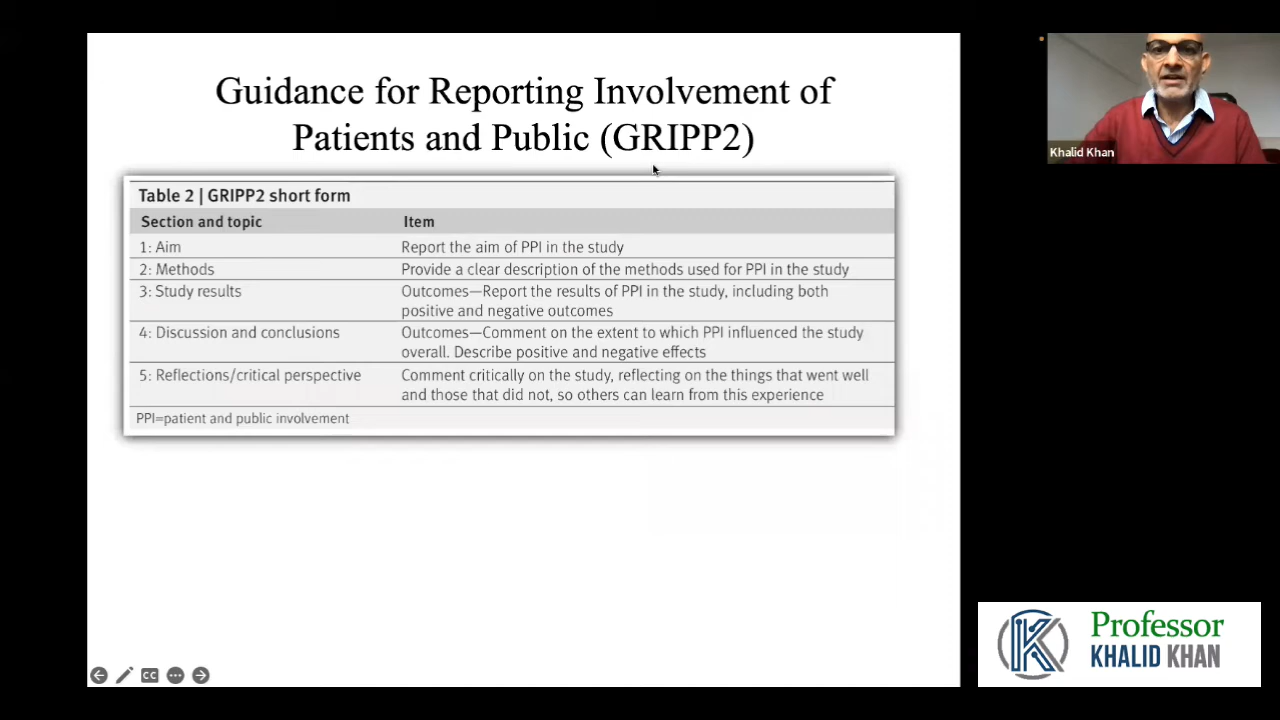 Guidance for Reporting Involvement of
Patients and Public (GRIPP2)
Table 2 | GRIPP2 short form
Section and topic Item
1: Aim Report the aim of PPI in the study
2: Methods Provide a clear description of the methods used for PPI in the study
3: Study results Outcomes—Report the results of PPI in the study, including both
positive and negative outcomes
4: Discussion and conclusions Outcomes—Comment on the extent to which PPI influenced the study
overall. Describe positive and negative effects
5: Reflections/critical perspective Comment critically on the study, reflecting on the things that went well
and those that did not, so others can learn from this experience
PPI=patient and public involvement
CC
Khalid Khan
K
Professor
KHALID KHAN